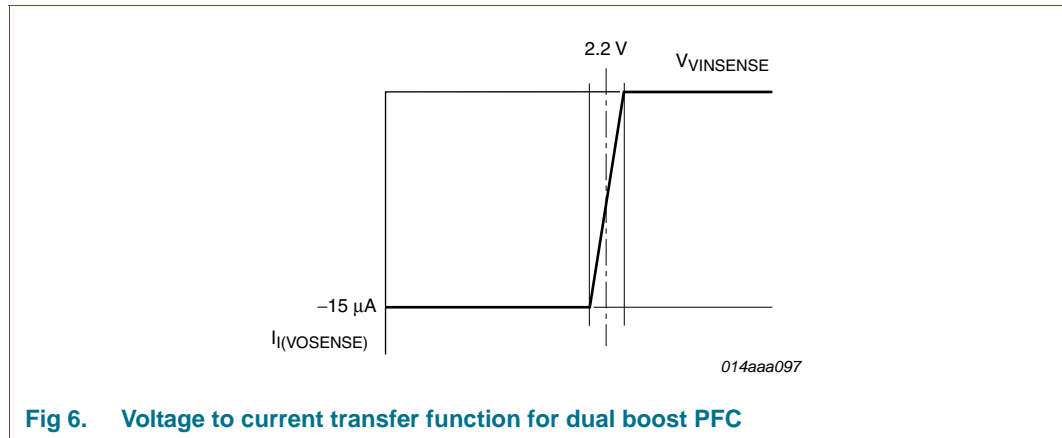 2.2 V
VVINSENSE
−15 μA
II(VOSENSE)
014aaa097
Fig 6. Voltage to current transfer function for dual boost PFC